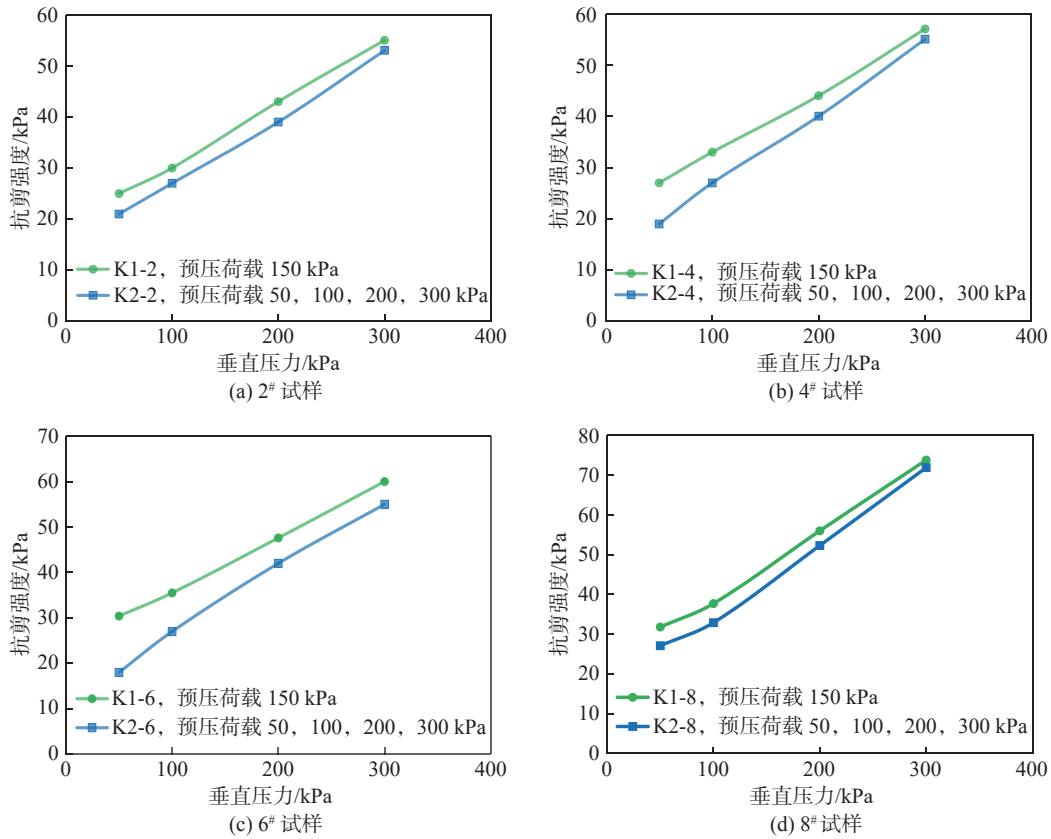 60
50
40
30
20
10
0
抗剪强度/kPa
K1-2，预压荷载 150 kPa
K2-2，预压荷载 50，100，200，300 kPa
0 100 200 300 400
垂直压力/kPa
(a) 2# 试样
60
50
40
30
20
10
0
抗剪强度/kPa
K1-4，预压荷载 150 kPa
K2-4，预压荷载 50，100，200，300 kPa
0 100 200 300 400
垂直压力/kPa
(b) 4# 试样
70
60
50
40
30
20
10
0
抗剪强度/kPa
K1-6，预压荷载 150 kPa
K2-6，预压荷载 50，100，200，300 kPa
0 100 200 300 400
垂直压力/kPa
(c) 6# 试样
80
70
60
50
40
30
20
10
0
抗剪强度/kPa
K1-8，预压荷载 150 kPa
K2-8，预压荷载 50，100，200，300 kPa
0 100 200 300 400
垂直压力/kPa
(d) 8# 试样